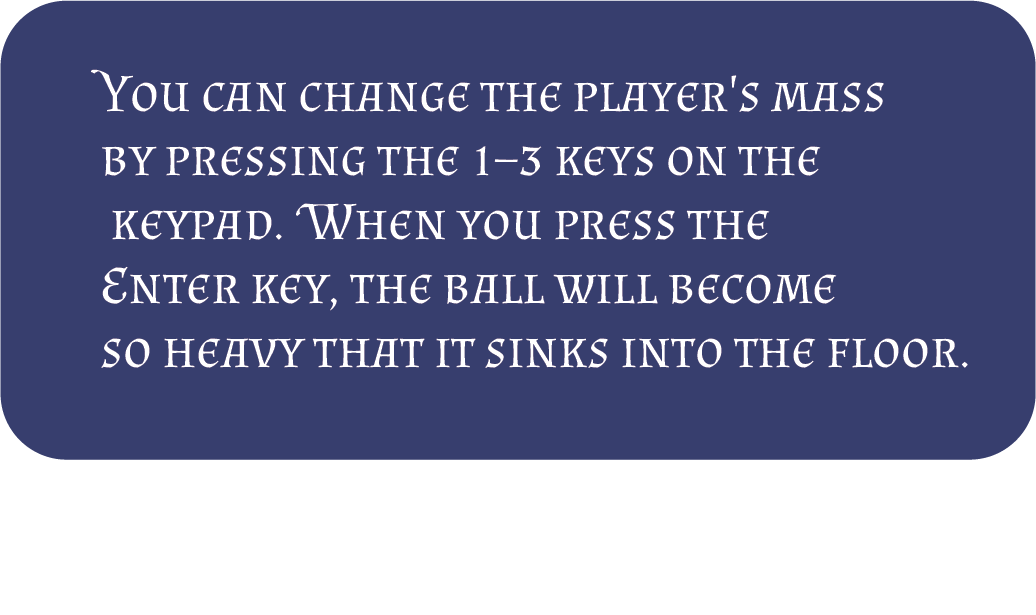 You can change the player's mass
by pressing the 1–3 keys on the
keypad. When you press the
Enter key, the ball will become
so heavy that it sinks into the floor.